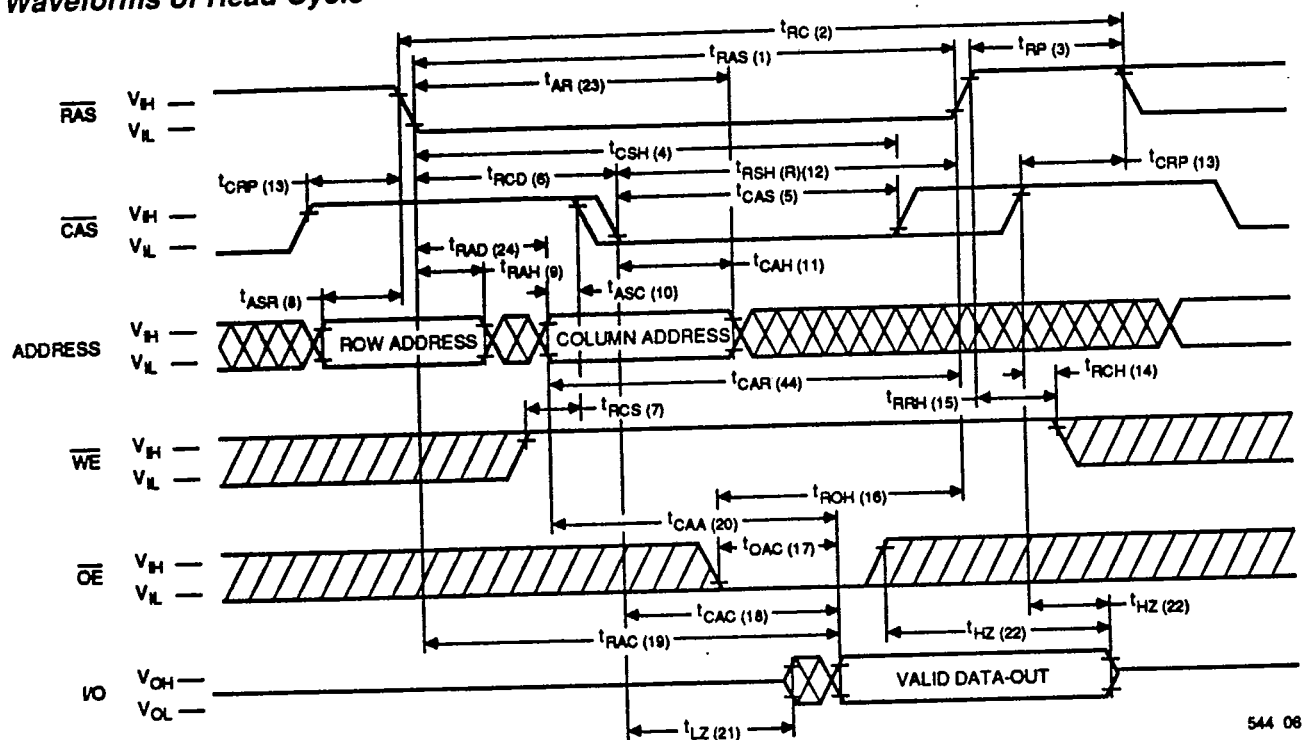 Waveforms of Read Cycle
tRC (2)
tRAS (1)
tRP (3)
tAR (23)
RAS
VIH
VIL
tCSH (4)
tCRP (13)
tRCD (6)
tRSH (R)(12)
tCRP (13)
tCAS (5)
CAS
VIH
VIL
tRAD (24)
tRAH (9)
tCAH (11)
tASR (8)
tASC (10)
ADDRESS
VIH
VIL
ROW ADDRESS
COLUMN ADDRESS
tCAR (44)
tRCH (14)
tRRH (15)
tRCS (7)
WE
VIH
VIL
tROH (16)
tCAA (20)
tOAC (17)
OE
VIH
VIL
tCAC (18)
tHZ (22)
tRAC (19)
tHZ (22)
I/O
VOH
VOL
VALID DATA-OUT
tLZ (21)
544 06